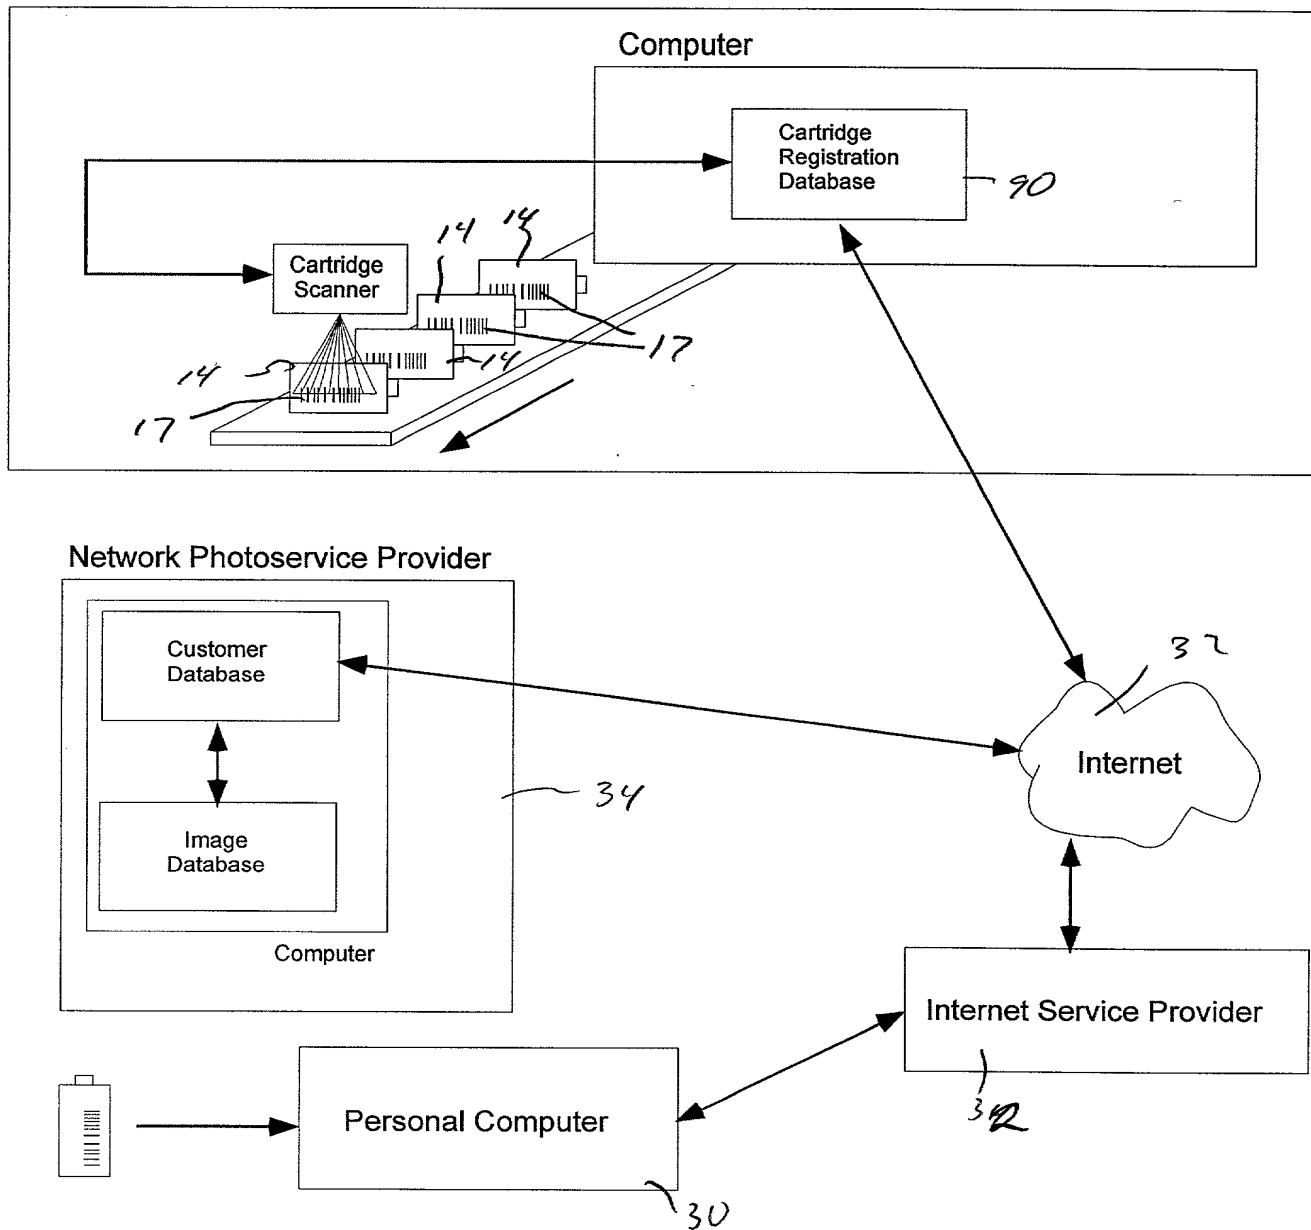 Computer
Cartridge
Registration
Database
90
14
14
Cartridge
Scanner
17
14
14
17
Network Photoservice Provider
Customer
Database
32
Internet
34
Image
Database
Computer
Internet Service Provider
Personal Computer
30